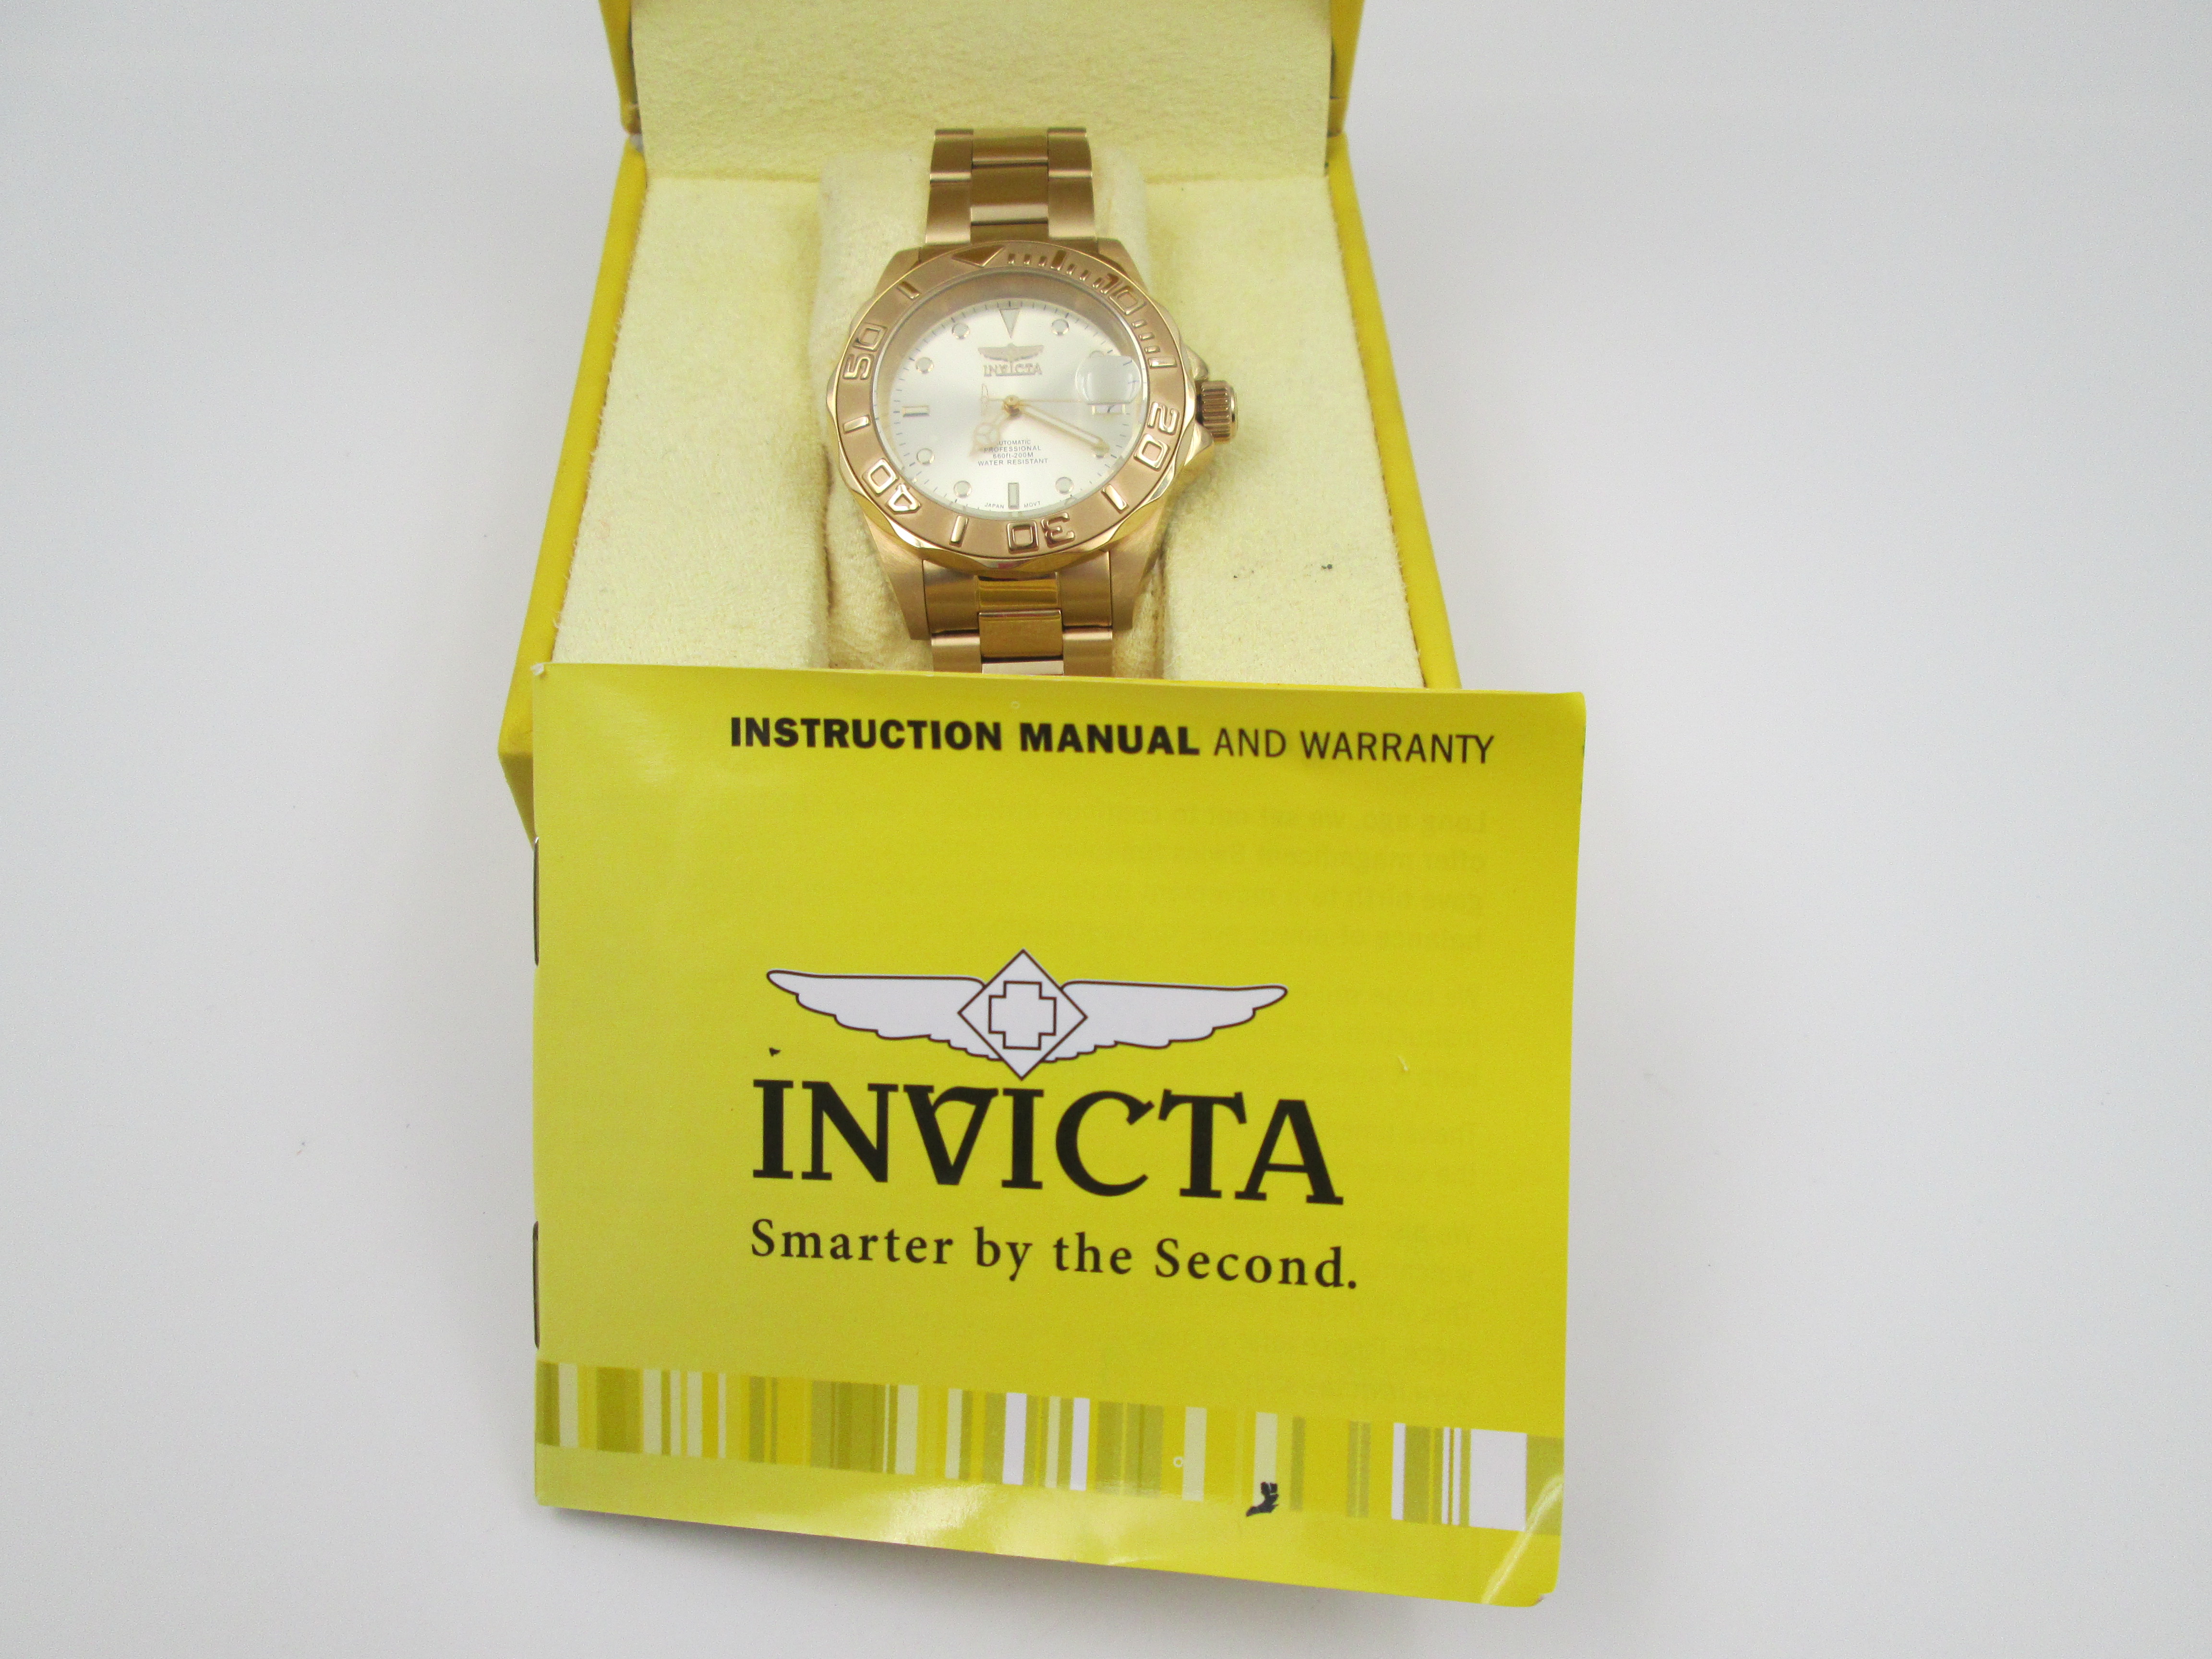 10
20
30
40
50
INVICTA
AUTOMATIC
PROFESSIONAL
660ft-200M
WATER RESISTANT
JAPAN MOVT
INSTRUCTION MANUAL AND WARRANTY
INVICTA
Smarter by the Second.